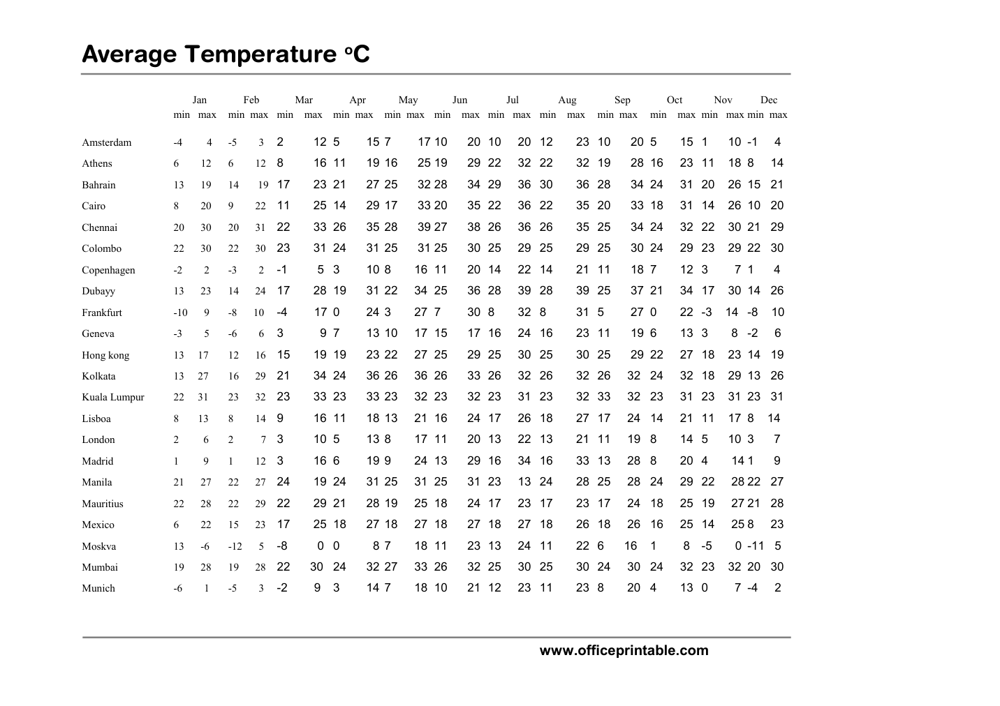 Average Temperature ºC
Jan Feb Mar Apr May Jun Jul Aug Sep Oct Nov Dec
min max min max min max min max min max min max min max min max min max min max min max min max
Amsterdam -4 4 -5 3 2 12 5 15 7 17 10 20 10 20 12 23 10 20 5 15 1 10 -1 4
Athens 6 12 6 12 8 16 11 19 16 25 19 29 22 32 22 32 19 28 16 23 11 18 8 14
Bahrain 13 19 14 19 17 23 21 27 25 32 28 34 29 36 30 36 28 34 24 31 20 26 15 21
Cairo 8 20 9 22 11 25 14 29 17 33 20 35 22 36 22 35 20 33 18 31 14 26 10 20
Chennai 20 30 20 31 22 33 26 35 28 39 27 38 26 36 26 35 25 34 24 32 22 30 21 29
Colombo 22 30 22 30 23 31 24 31 25 31 25 30 25 29 25 29 25 30 24 29 23 29 22 30
Copenhagen -2 2 -3 2 -1 5 3 10 8 16 11 20 14 22 14 21 11 18 7 12 3 7 1 4
Dubayy 13 23 14 24 17 28 19 31 22 34 25 36 28 39 28 39 25 37 21 34 17 30 14 26
Frankfurt -10 9 -8 10 -4 17 0 24 3 27 7 30 8 32 8 31 5 27 0 22 -3 14 -8 10
Geneva -3 5 -6 6 3 9 7 13 10 17 15 17 16 24 16 23 11 19 6 13 3 8 -2 6
Hong kong 13 17 12 16 15 19 19 23 22 27 25 29 25 30 25 30 25 29 22 27 18 23 14 19
Kolkata 13 27 16 29 21 34 24 36 26 36 26 33 26 32 26 32 26 32 24 32 18 29 13 26
Kuala Lumpur 22 31 23 32 23 33 23 33 23 32 23 32 23 31 23 32 33 32 23 31 23 31 23 31
Lisboa 8 13 8 14 9 16 11 18 13 21 16 24 17 26 18 27 17 24 14 21 11 17 8 14
London 2 6 2 7 3 10 5 13 8 17 11 20 13 22 13 21 11 19 8 14 5 10 3 7
Madrid 1 9 1 12 3 16 6 19 9 24 13 29 16 34 16 33 13 28 8 20 4 14 1 9
Manila 21 27 22 27 24 19 24 31 25 31 25 31 23 13 24 28 25 28 24 29 22 28 22 27
Mauritius 22 28 22 29 22 29 21 28 19 25 18 24 17 23 17 23 17 24 18 25 19 27 21 28
Mexico 6 22 15 23 17 25 18 27 18 27 18 27 18 27 18 26 18 26 16 25 14 25 8 23
Moskva 13 -6 -12 5 -8 0 0 8 7 18 11 23 13 24 11 22 6 16 1 8 -5 0 -11 5
Mumbai 19 28 19 28 22 30 24 32 27 33 26 32 25 30 25 30 24 30 24 32 23 32 20 30
Munich -6 1 -5 3 -2 9 3 14 7 18 10 21 12 23 11 23 8 20 4 13 0 7 -4 2
www.officeprintable.com